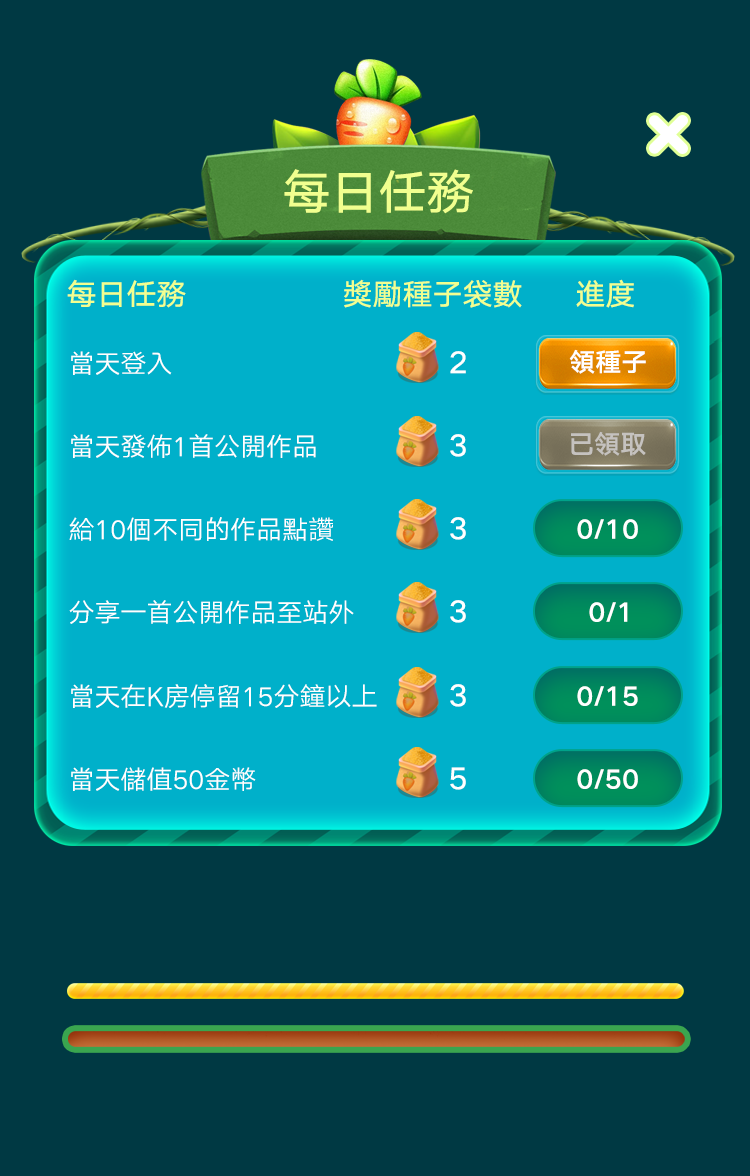 每日任務
每日任務 獎勵種子袋數 進度
當天登入 2 領種子
當天發佈1首公開作品 3 已領取
給10個不同的作品點讚 3 0/10
分享一首公開作品至站外 3 0/1
當天在K房停留15分鐘以上 3 0/15
當天儲值50金幣 5 0/50